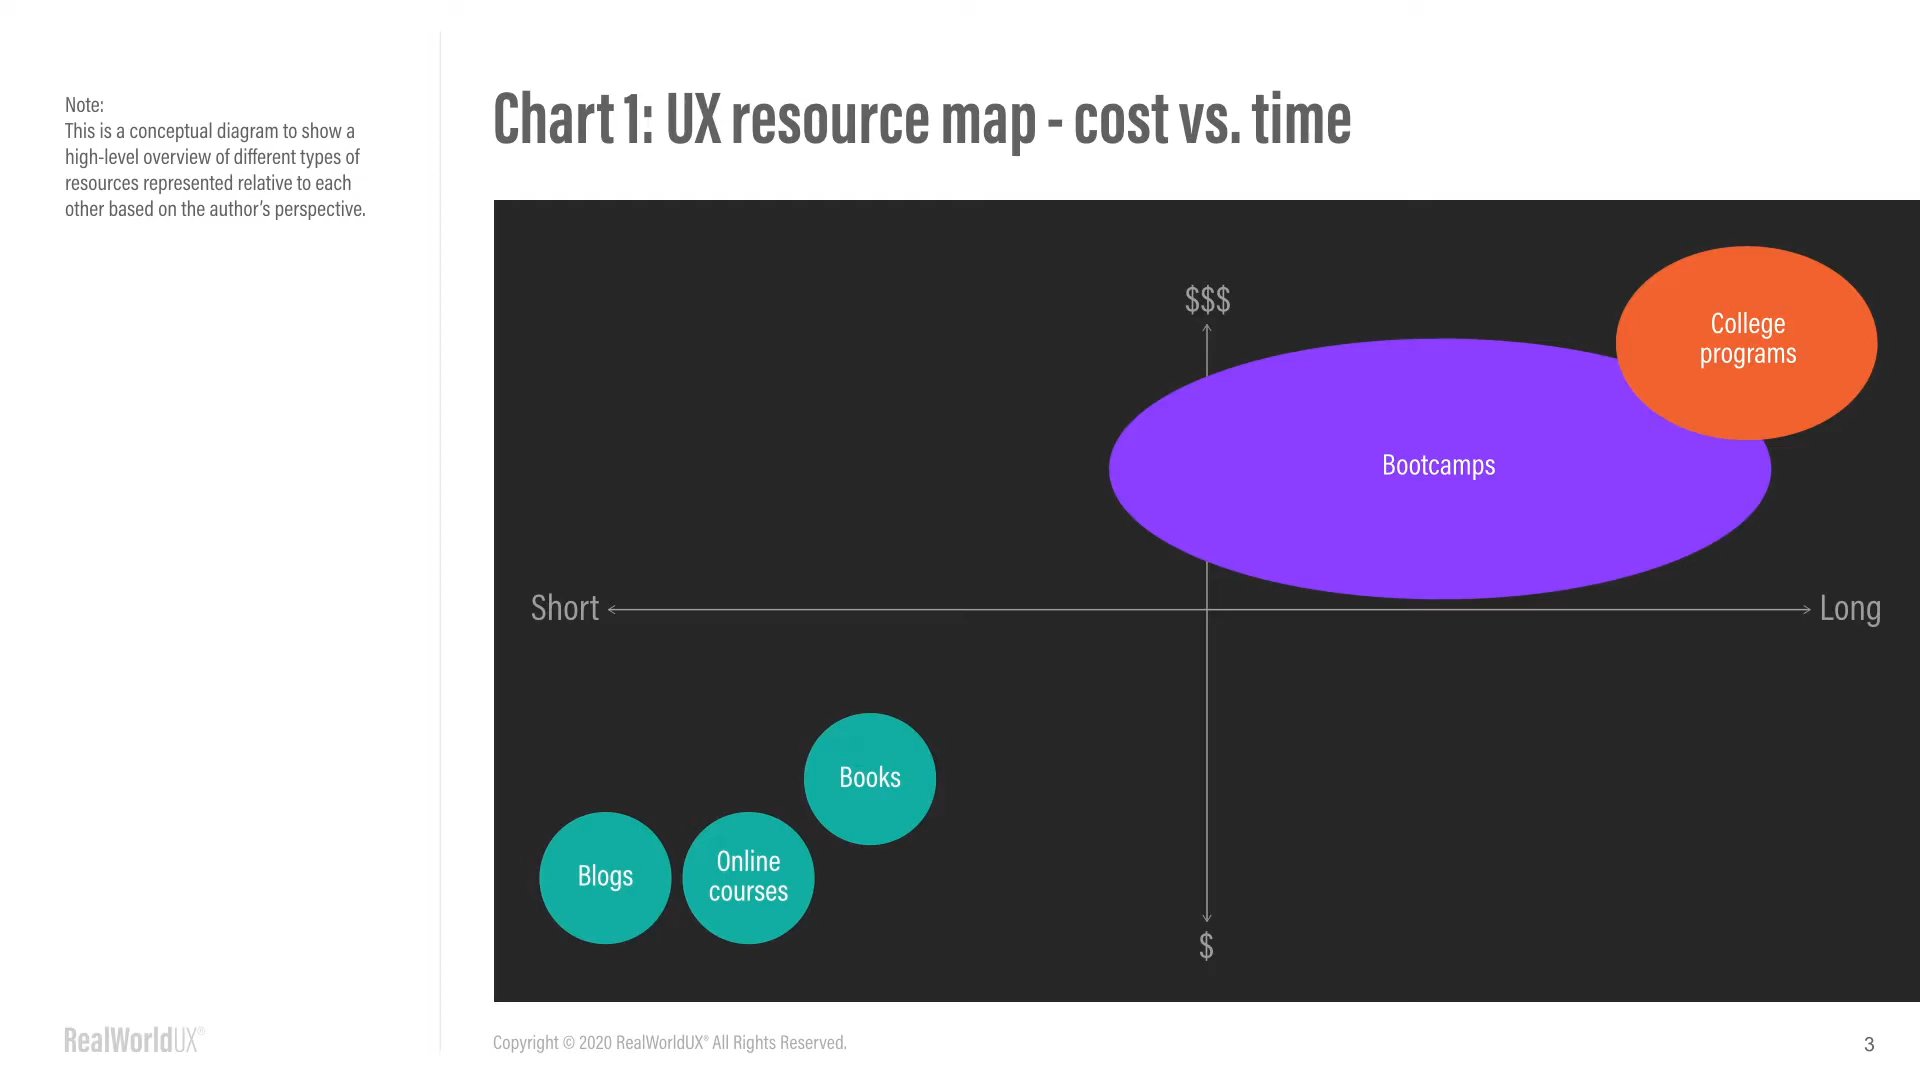 Note:
This is a conceptual diagram to show a
high-level overview of different types of
resources represented relative to each
other based on the author’s perspective.
Chart 1: UX resource map - cost vs. time
$$$
College
programs
Bootcamps
Short
Long
Books
Blogs
Online
courses
$
RealWorldUX®
Copyright © 2020 RealWorldUX® All Rights Reserved.
3